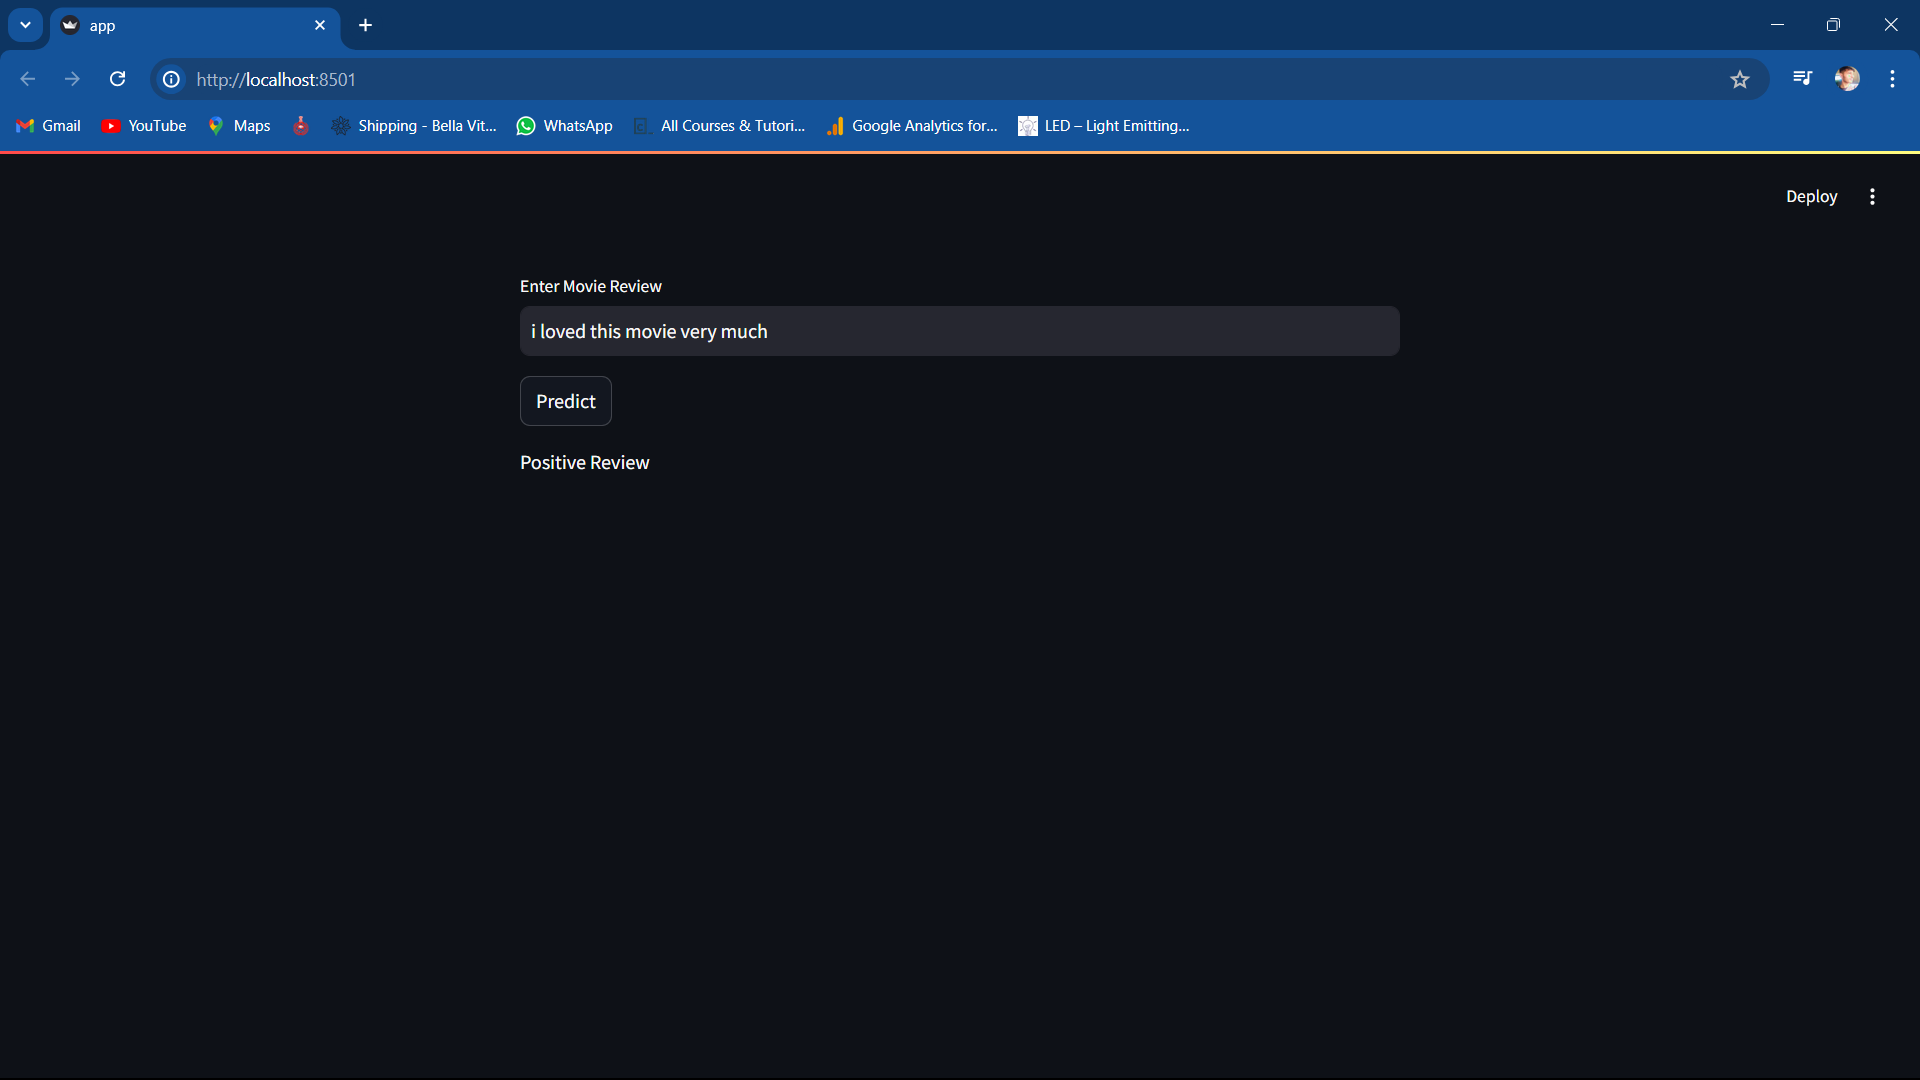 app
http://localhost:8501
Gmail YouTube Maps Shipping - Bella Vit... WhatsApp All Courses & Tutori... Google Analytics for... LED – Light Emitting...
Deploy
Enter Movie Review
i loved this movie very much
Predict
Positive Review